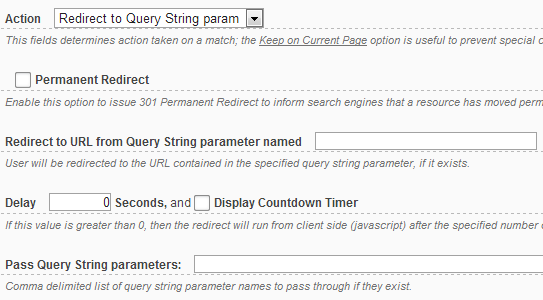 Action Redirect to Query String param
This fields determines action taken on a match; the Keep on Current Page option is useful to prevent special c
Permanent Redirect
Enable this option to issue 301 Permanent Redirect to inform search engines that a resource has moved perm
Redirect to URL from Query String parameter named
User will be redirected to the URL contained in the specified query string parameter, if it exists.
Delay 0 Seconds, and Display Countdown Timer
If this value is greater than 0, then the redirect will run from client side (javascript) after the specified number o
Pass Query String parameters:
Comma delimited list of query string parameter names to pass through if they exist.